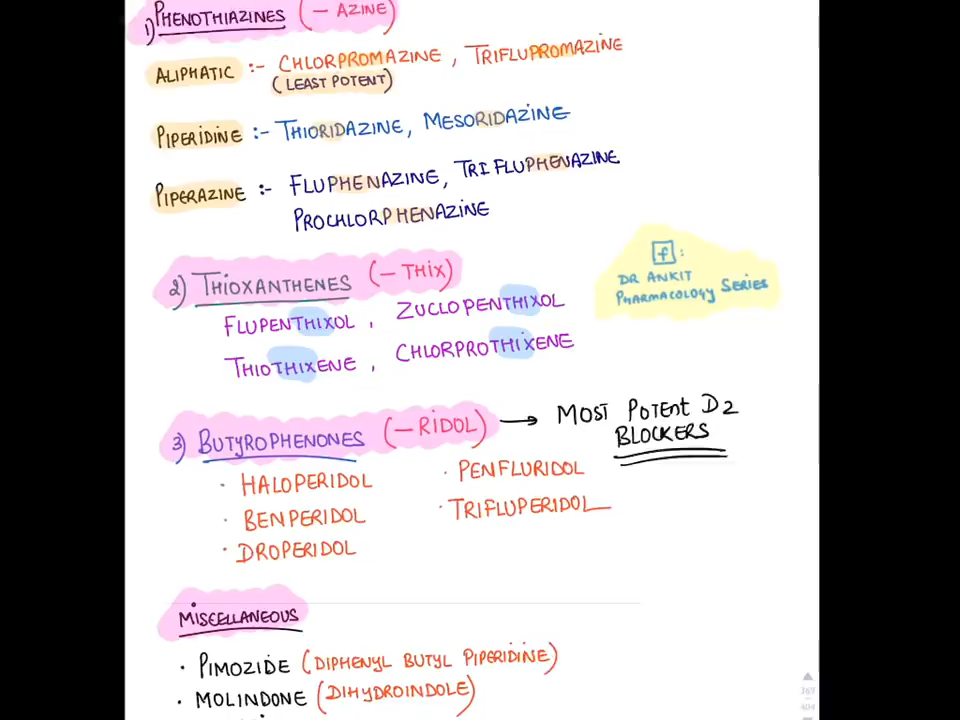 1) PHENOTHIAZINES (- AZINE)
ALIPHATIC :- CHLORPROMAZINE , TRIFLUPROMAZINE
(LEAST POTENT)
PIPERIDINE :- THIORIDAZINE, MESORIDAZINE
PIPERAZINE :- FLUPHENAZINE, TRIFLUPHENAZINE
PROCHLORPHENAZINE
2) THIOXANTHENES (- THIX)
FLUPENTHIXOL , ZUCLOPENTHIXOL
THIOTHIXENE , CHLORPROTHIXENE
f :
DR ANKIT
PHARMACOLOGY SERIES
3) BUTYROPHENONES (- RIDOL) → MOST POTENT D2
BLOCKERS
· HALOPERIDOL · PENFLURIDOL
· BENPERIDOL · TRIFLUPERIDOL
· DROPERIDOL
MISCELLANEOUS
· PIMOZIDE (DIPHENYL BUTYL PIPERIDINE)
· MOLINDONE (DIHYDROINDOLE)